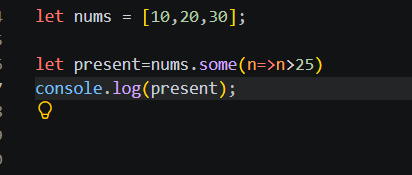 let nums = [10,20,30];
let present=nums.some(n=>n>25)
console.log(present);